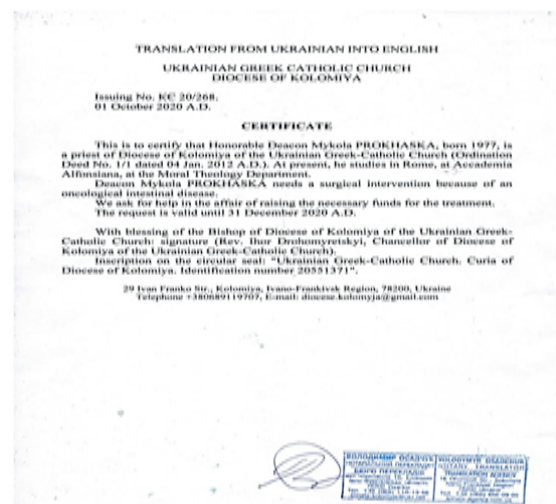 TRANSLATION FROM UKRAINIAN INTO ENGLISH
UKRAINIAN GREEK CATHOLIC CHURCH
DIOCESE OF KOLOMIYA
Issuing No. KC 20/268.
01 October 2020 A.D.
CERTIFICATE
This is to certify that Honorable Deacon Mykola PROKHASKA, born 1977, is
a priest of Diocese of Kolomiya of the Ukrainian Greek-Catholic Church (Ordination
Deed No. 1/1 dated 04 Jan. 2012 A.D.). At present, he studies in Rome, at Accademia
Alfonsiana, at the Moral Theology Department.
Deacon Mykola PROKHASKA needs a surgical intervention because of an
oncological intestinal disease.
We ask for help in the affair of raising the necessary funds for the treatment.
The request is valid until 31 December 2020 A.D.
With blessing of the Bishop of Diocese of Kolomiya of the Ukrainian Greek-
Catholic Church: signature (Rev. Ihor Drohomyretskyi, Chancellor of Diocese of
Kolomiya of the Ukrainian Greek-Catholic Church).
Inscription on the circular seal: "Ukrainian Greek-Catholic Church. Curia of
Diocese of Kolomiya. Identification number 20551371".
29 Ivan Franko Str., Kolomiya, Ivano-Frankivsk Region, 78200, Ukraine
Telephone +380689119707, E-mail: diocese.kolomyja@gmail.com
ВОЛОДИМИР
БЮРО ПЕРЕКЛАДІВ
NOTARY TRANSLATOR